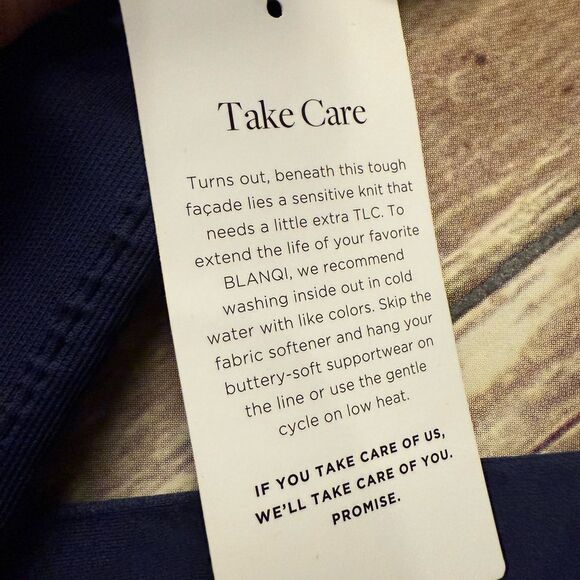 Take Care
Turns out, beneath this tough
façade lies a sensitive knit that
needs a little extra TLC. To
extend the life of your favorite
BLANQI, we recommend
washing inside out in cold
water with like colors. Skip the
fabric softener and hang your
buttery-soft supportwear on
the line or use the gentle
cycle on low heat.
IF YOU TAKE CARE OF US,
WE'LL TAKE CARE OF YOU.
PROMISE.